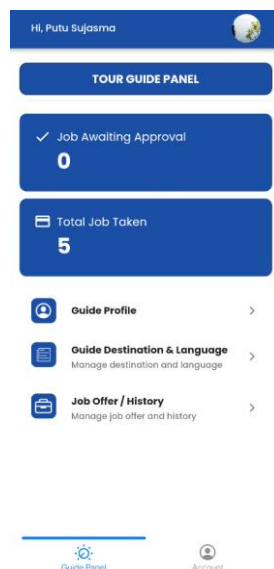 Hi, Putu Sujasma
TOUR GUIDE PANEL
Job Awaiting Approval
0
Total Job Taken
5
Guide Profile
Guide Destination & Language
Manage destination and language
Job Offer / History
Manage job offer and history
Guide Panel
Account